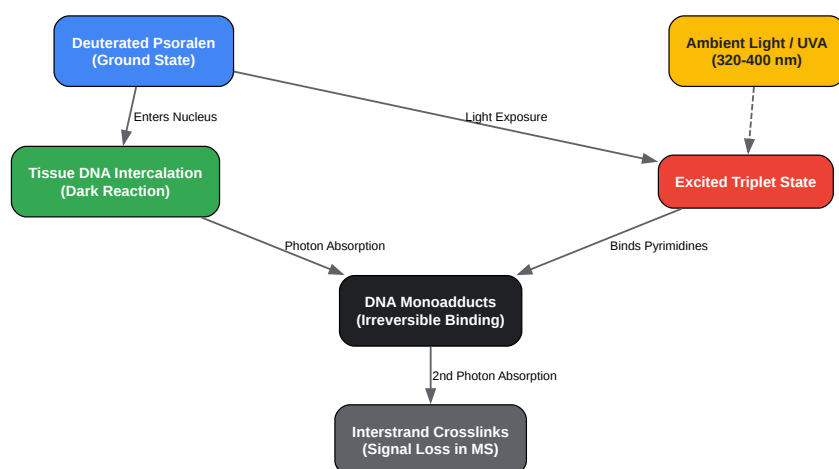 Deuterated Psoralen
(Ground State)
Ambient Light / UVA
(320-400 nm)
Enters Nucleus
Light Exposure
Tissue DNA Intercalation
(Dark Reaction)
Excited Triplet State
Photon Absorption
Binds Pyrimidines
DNA Monoadducts
(Irreversible Binding)
2nd Photon Absorption
Interstrand Crosslinks
(Signal Loss in MS)